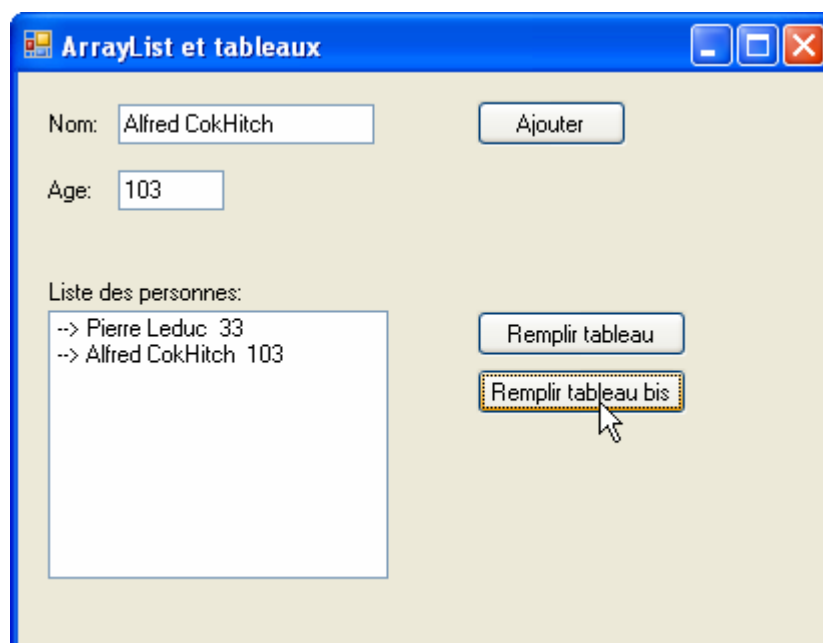 ArrayList et tableaux
Nom: Alfred CokHitch Ajouter
Age: 103
Liste des personnes:
--> Pierre Leduc 33
--> Alfred CokHitch 103
Remplir tableau
Remplir tableau bis